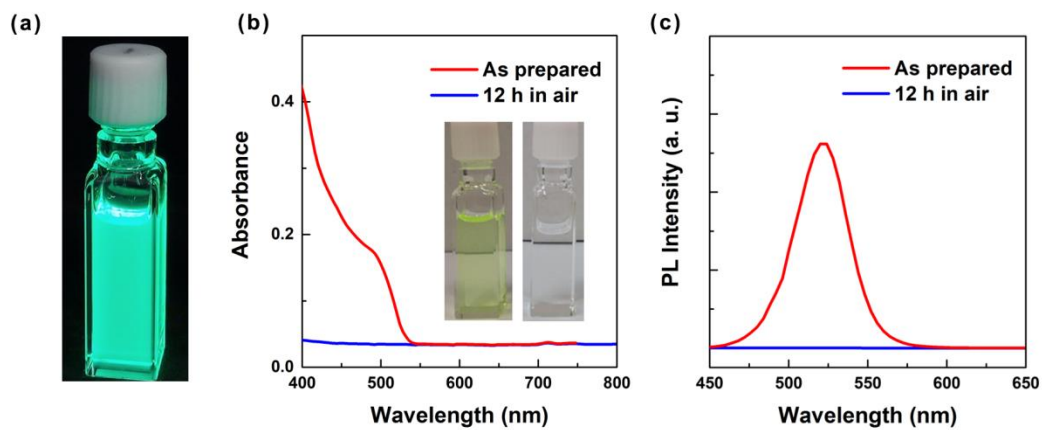 (a)
(b)
As prepared
12 h in air
Absorbance
0.4
0.2
0.0
400 500 600 700 800
Wavelength (nm)
(c)
As prepared
12 h in air
PL Intensity (a. u.)
450 500 550 600 650
Wavelength (nm)